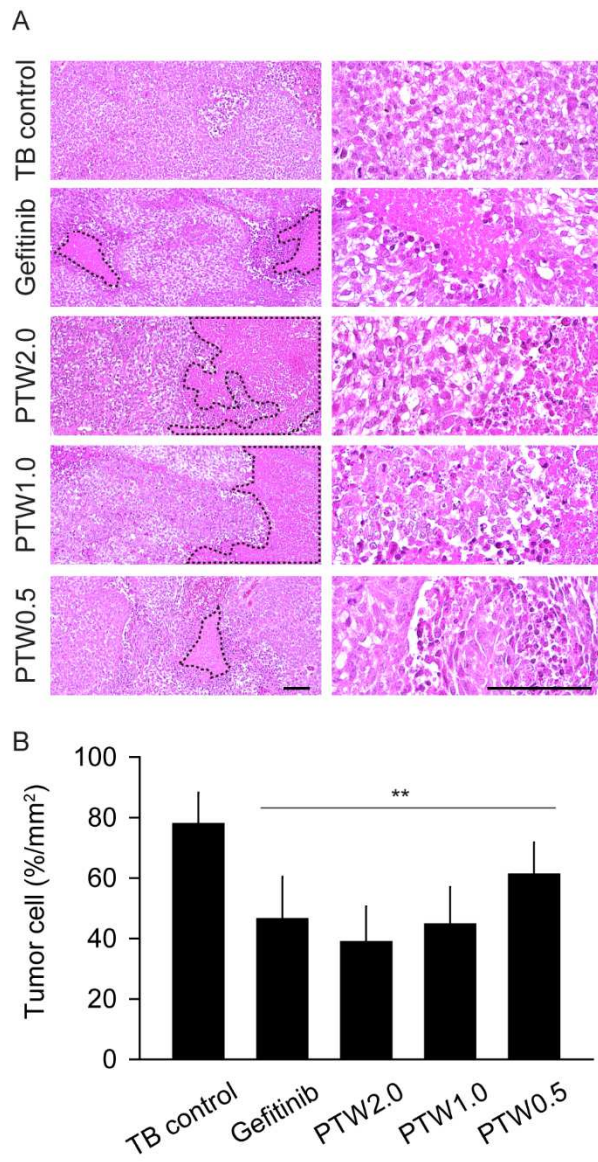 A
TB control
Gefitinib
PTW2.0
PTW1.0
PTW0.5
B
Tumor cell (%/mm²)
100
80
60
40
20
0
**
TB control
Gefitinib
PTW2.0
PTW1.0
PTW0.5